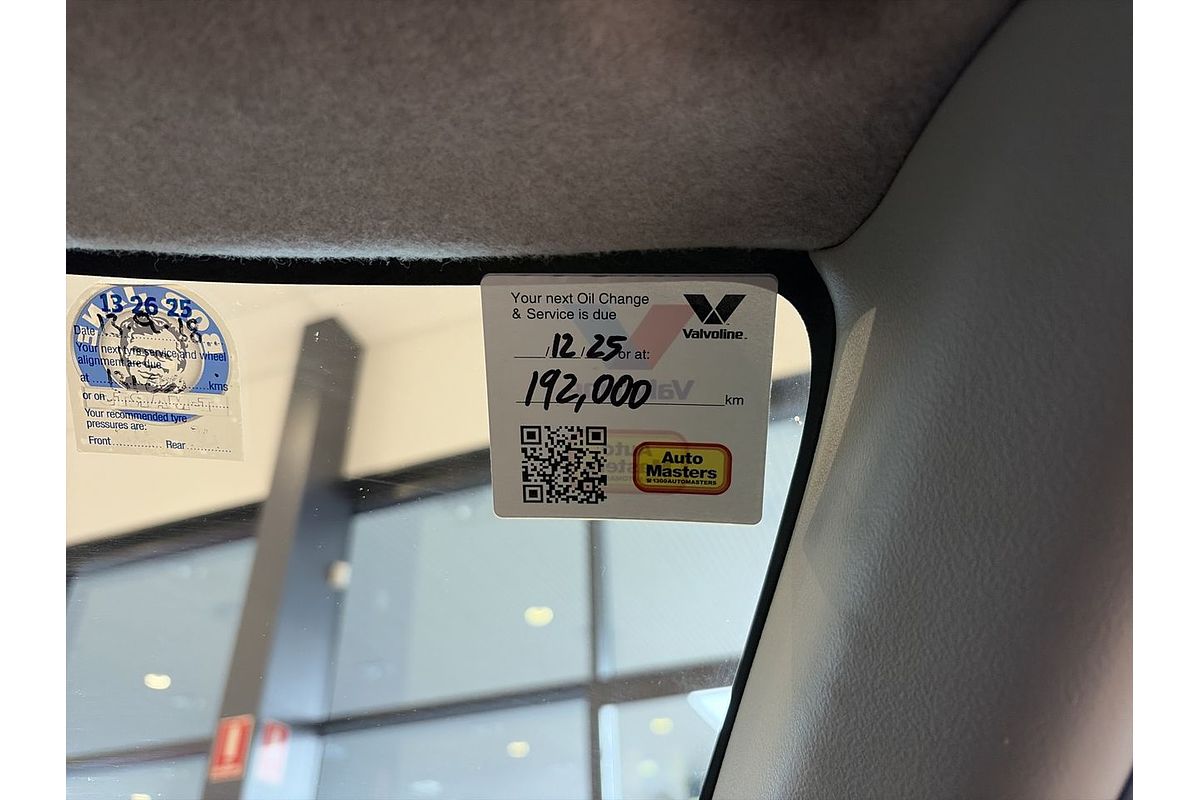 13 26 25
Date
Your next tyre service and wheel
alignment are due
at ............ kms
or on
Your recommended tyre
pressures are:
Front .............. Rear ..............
Your next Oil Change
& Service is due
Valvoline™
___/12/25 or at:
192,000 km
Auto
Masters
1300AUTOMASTERS